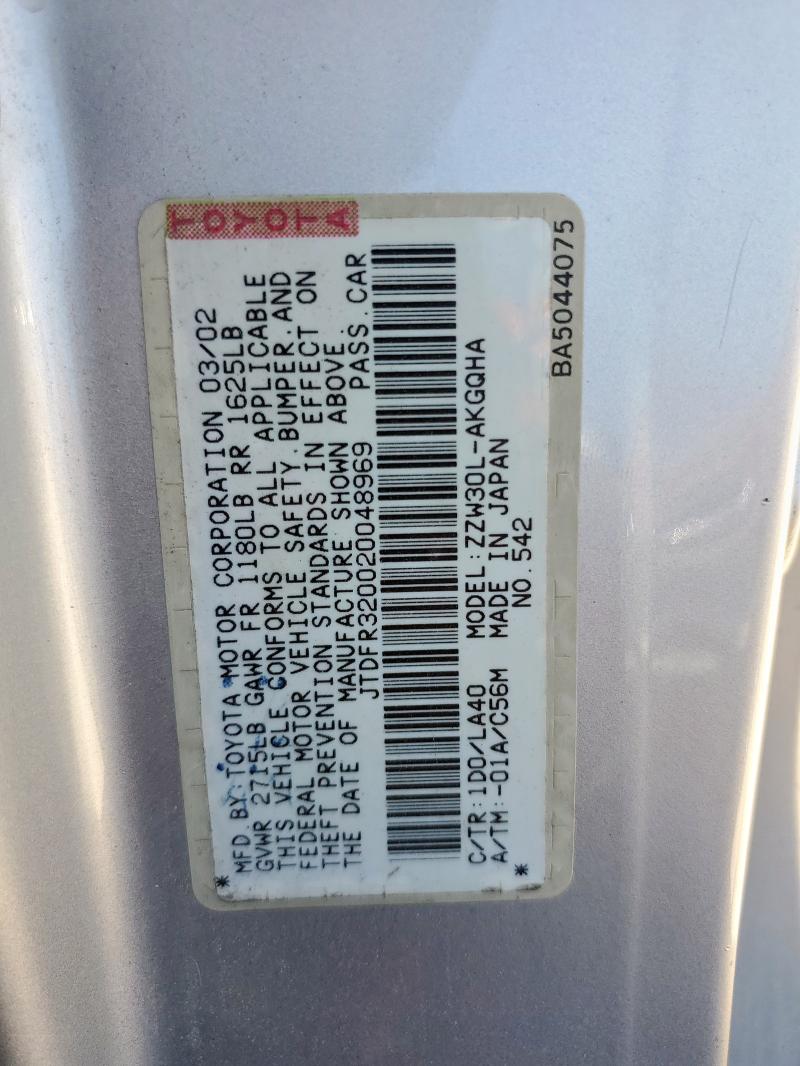 TOYOTA
MFD.BY:TOYOTA MOTOR CORPORATION 03/02
GVWR 2715LB GAWR FR 1180LB RR 1625LB
THIS VEHICLE CONFORMS TO ALL APPLICABLE
FEDERAL MOTOR VEHICLE SAFETY.BUMPER.AND
THEFT PREVENTION STANDARDS IN EFFECT ON
THE DATE OF MANUFACTURE SHOWN ABOVE.
JTDFR320020048969 PASS.CAR
C/TR:1D0/LA40 MODEL:ZZW30L-AKGQHA
A/TM:-01A/C56M MADE IN JAPAN
* * NO.542
BA5044075